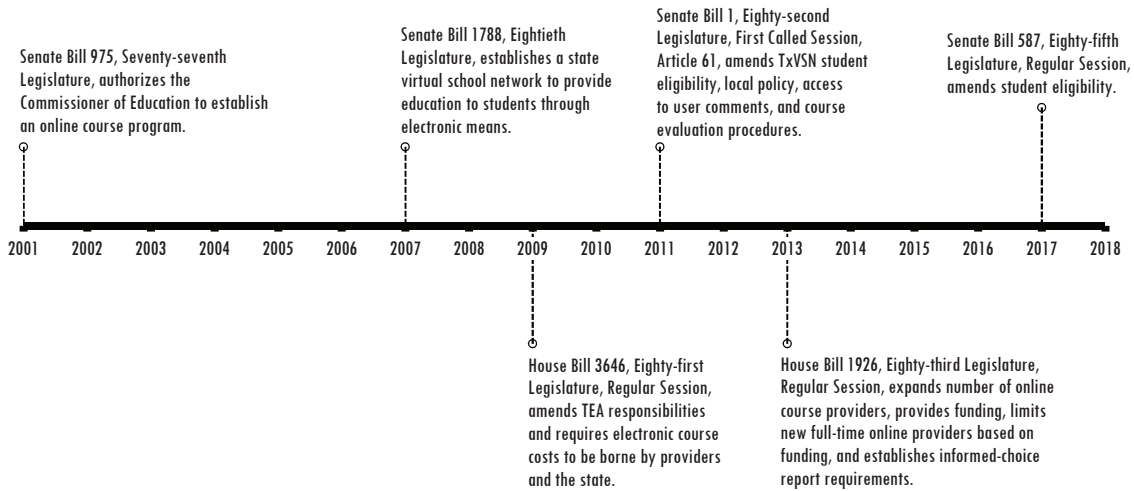 Senate Bill 975, Seventy-seventh
Legislature, authorizes the
Commissioner of Education to establish
an online course program.
Senate Bill 1788, Eightieth
Legislature, establishes a state
virtual school network to provide
education to students through
electronic means.
Senate Bill 1, Eighty-second
Legislature, First Called Session,
Article 61, amends TxVSN student
eligibility, local policy, access
to user comments, and course
evaluation procedures.
Senate Bill 587, Eighty-fifth
Legislature, Regular Session,
amends student eligibility.
2001 2002 2003 2004 2005 2006 2007 2008 2009 2010 2011 2012 2013 2014 2015 2016 2017 2018
House Bill 3646, Eighty-first
Legislature, Regular Session,
amends TEA responsibilities
and requires electronic course
costs to be borne by providers
and the state.
House Bill 1926, Eighty-third Legislature,
Regular Session, expands number of online
course providers, provides funding, limits
new full-time online providers based on
funding, and establishes informed-choice
report requirements.